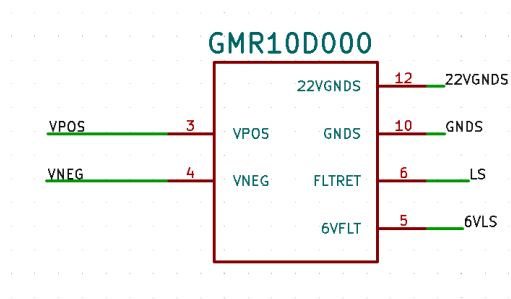 GMR10D000
22VGNDS 12 22VGNDS
VPOS 3 VPOS GNDS 10 GNDS
VNEG 4 VNEG FLTRET 6 LS
6VFLT 5 6VLS